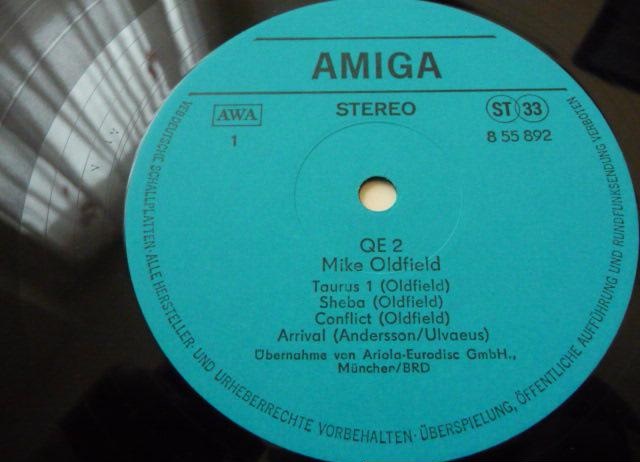 AMIGA
AWA
STEREO
ST 33
1
8 55 892
QE 2
Mike Oldfield
Taurus 1 (Oldfield)
Sheba (Oldfield)
Conflict (Oldfield)
Arrival (Andersson/Ulvaeus)
Übernahme von Ariola-Eurodisc GmbH.,
Müncher/BRD
VEB DEUTSCHE SCHALLPLATTEN · ALLE HERSTELLER- UND URHEBERRECHTE VORBEHALTEN · ÜBERSPIELUNG, ÖFFENTLICHE AUFFÜHRUNG UND RUNDFUNKSENDUNG VERBOTEN